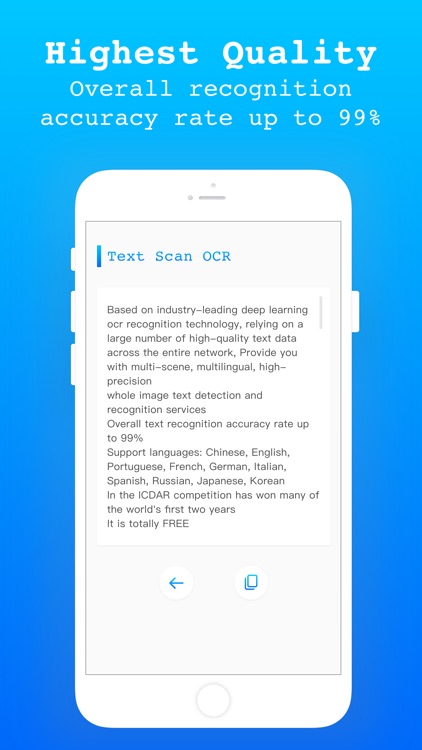 Highest Quality
Overall recognition
accuracy rate up to 99%
Text Scan OCR
Based on industry-leading deep learning
ocr recognition technology, relying on a
large number of high-quality text data
across the entire network, Provide you
with multi-scene, multilingual, high-
precision
whole image text detection and
recognition services
Overall text recognition accuracy rate up
to 99%
Support languages: Chinese, English,
Portuguese, French, German, Italian,
Spanish, Russian, Japanese, Korean
In the ICDAR competition has won many of
the world's first two years
It is totally FREE